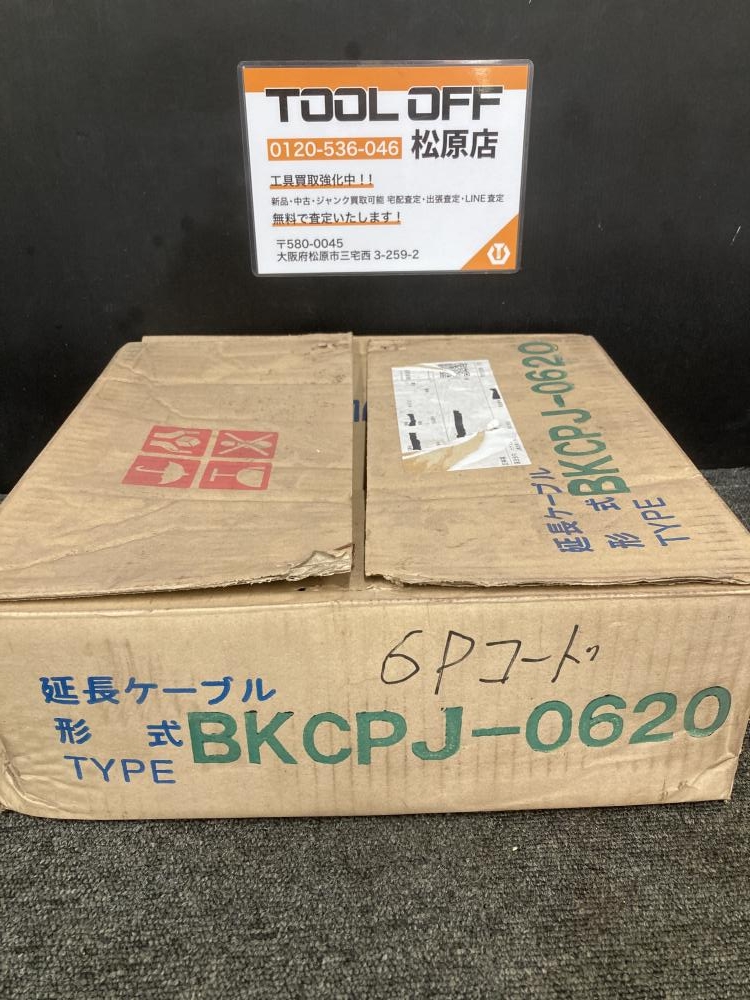 TOOL OFF
0120-536-046 松原店
工具買取強化中!!
新品・中古・ジャンク買取可能 宅配査定・出張査定・LINE査定
無料で査定いたします!
〒580-0045
大阪府松原市三宅西 3-259-2
延長ケーブル
形 式 BKCPJ-0620
TYPE
6Pコード
延長ケーブル
形 式 BKCPJ-0620
TYPE